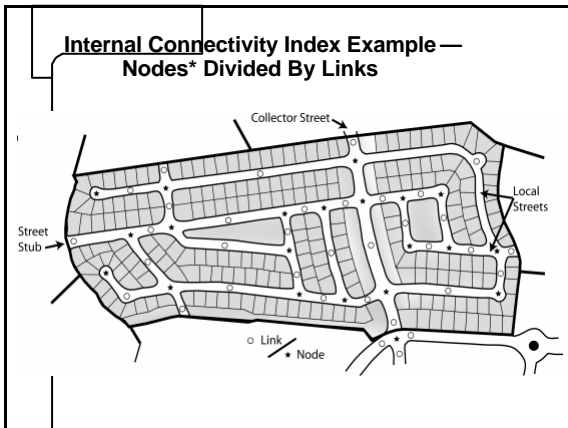 Internal Connectivity Index Example —
Nodes* Divided By Links
Collector Street
Local
Streets
Street
Stub
Link
Node